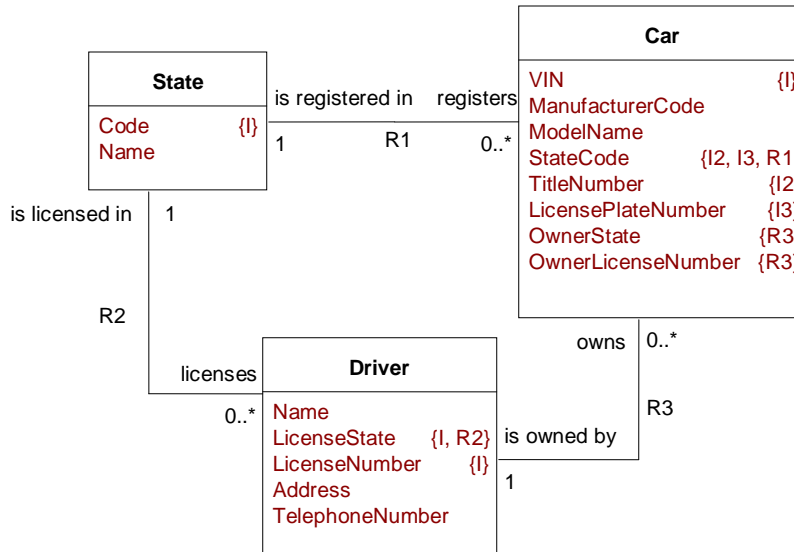 Car
State
VIN {I}
is registered in registers
ManufacturerCode
Code {I}
ModelName
Name
1 R1 0..*
StateCode {I2, I3, R1
TitleNumber {I2
LicensePlateNumber {I3}
is licensed in 1
OwnerState {R3
OwnerLicenseNumber {R3}
R2
owns 0..*
licenses
Driver
0..*
Name
R3
LicenseState {I, R2}
is owned by
LicenseNumber {I}
1
Address
TelephoneNumber